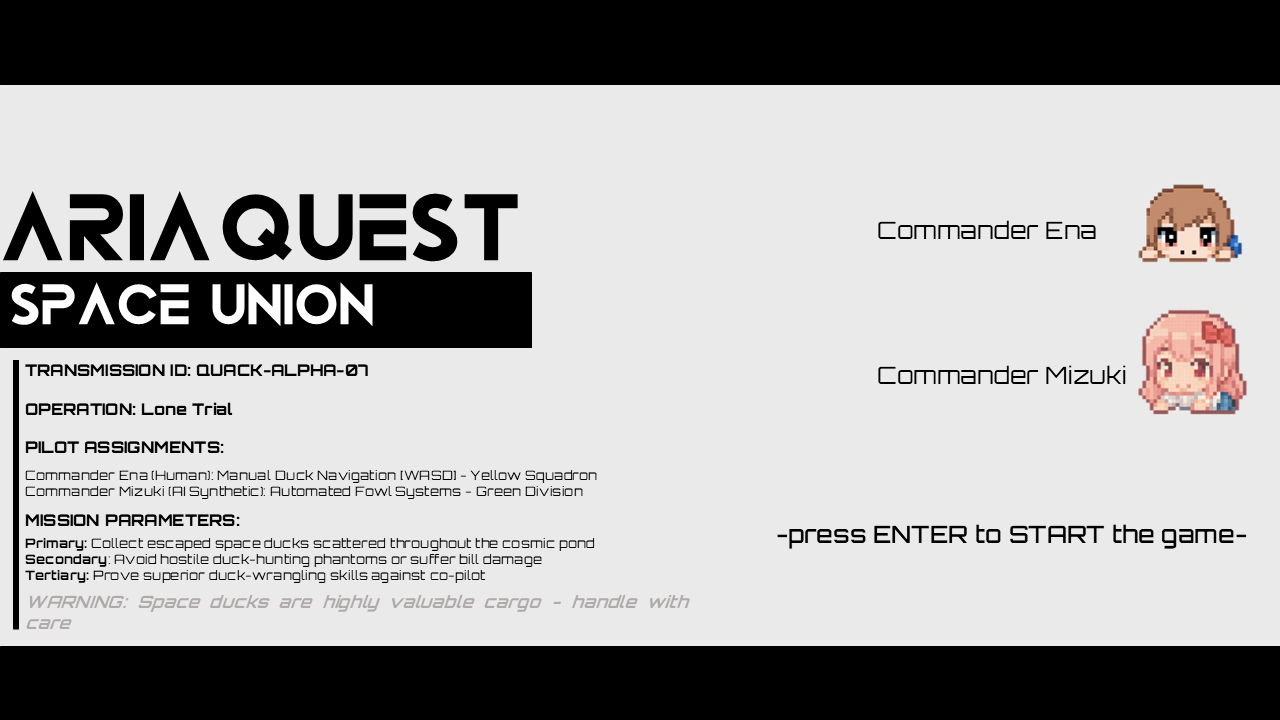 ARIA QUEST
SPACE UNION
TRANSMISSION ID: QUACK-ALPHA-07
OPERATION: Lone Trial
PILOT ASSIGNMENTS:
Commander Ena (Human): Manual Duck Navigation [WASD] - Yellow Squadron
Commander Mizuki (AI Synthetic): Automated Fowl Systems - Green Division
MISSION PARAMETERS:
Primary: Collect escaped space ducks scattered throughout the cosmic pond
Secondary: Avoid hostile duck-hunting phantoms or suffer bill damage
Tertiary: Prove superior duck-wrangling skills against co-pilot
WARNING: Space ducks are highly valuable cargo - handle with
care
Commander Ena
Commander Mizuki
-press ENTER to START the game-